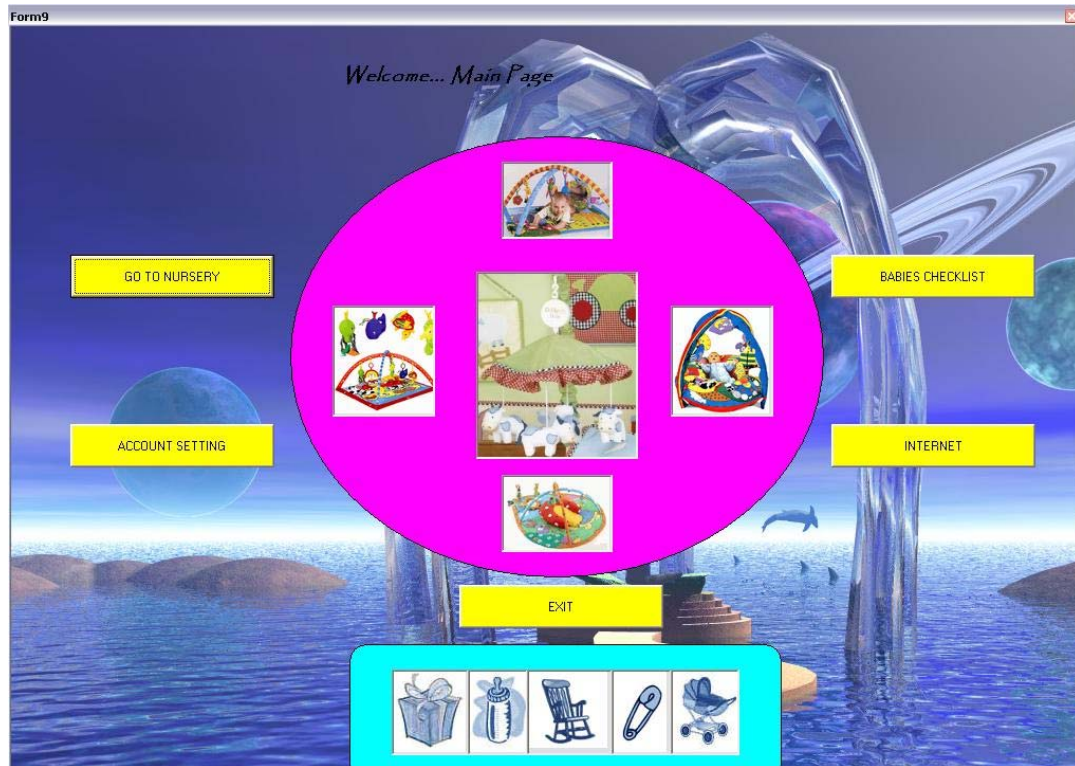 Form9
Welcome... Main Page
GO TO NURSERY
BABIES CHECKLIST
ACCOUNT SETTING
INTERNET
EXIT